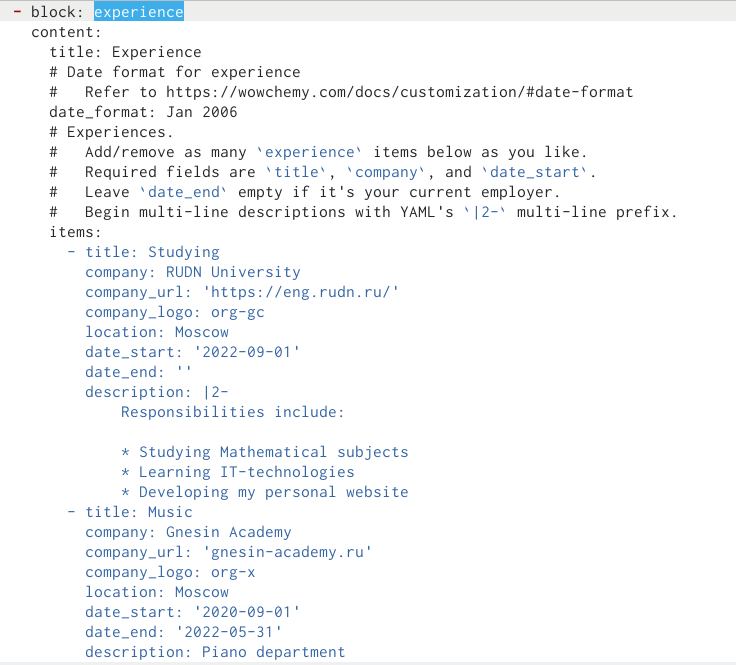 - block: experience
  content:
    title: Experience
    # Date format for experience
    #   Refer to https://wowchemy.com/docs/customization/#date-format
    date_format: Jan 2006
    # Experiences.
    #   Add/remove as many `experience` items below as you like.
    #   Required fields are `title`, `company`, and `date_start`.
    #   Leave `date_end` empty if it's your current employer.
    #   Begin multi-line descriptions with YAML's `|2-` multi-line prefix.
    items:
      - title: Studying
        company: RUDN University
        company_url: 'https://eng.rudn.ru/'
        company_logo: org-gc
        location: Moscow
        date_start: '2022-09-01'
        date_end: ''
        description: |2-
            Responsibilities include:

            * Studying Mathematical subjects
            * Learning IT-technologies
            * Developing my personal website
      - title: Music
        company: Gnesin Academy
        company_url: 'gnesin-academy.ru'
        company_logo: org-x
        location: Moscow
        date_start: '2020-09-01'
        date_end: '2022-05-31'
        description: Piano department